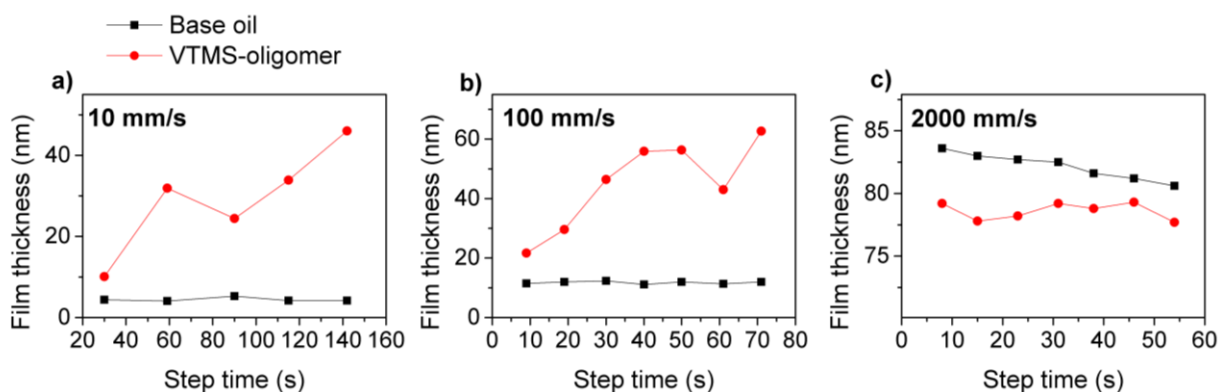 Base oil
VTMS-oligomer
a)
10 mm/s
Film thickness (nm)
40
20
0
20 40 60 80 100 120 140 160
Step time (s)
b)
100 mm/s
Film thickness (nm)
60
40
20
0
0 10 20 30 40 50 60 70 80
Step time (s)
c)
2000 mm/s
Film thickness (nm)
85
80
75
0 10 20 30 40 50 60
Step time (s)